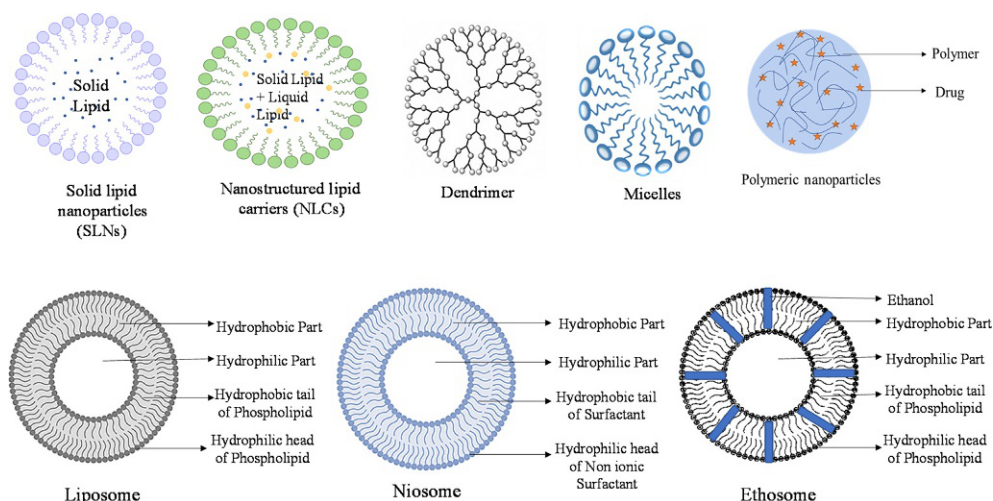 Solid
Lipid
Solid lipid
nanoparticles
(SLNs)
Solid Lipid
+ Liquid
Lipid
Nanostructured lipid
carriers (NLCs)
Dendrimer
Micelles
Polymer
Drug
Polymeric nanoparticles
Hydrophobic Part
Hydrophilic Part
Hydrophobic tail
of Phospholipid
Hydrophilic head
of Phospholipid
Liposome
Hydrophobic Part
Hydrophilic Part
Hydrophobic tail
of Surfactant
Hydrophilic head
of Non ionic
Surfactant
Niosome
Ethanol
Hydrophobic Part
Hydrophilic Part
Hydrophobic tail
of Phospholipid
Hydrophilic head
of Phospholipid
Ethosome